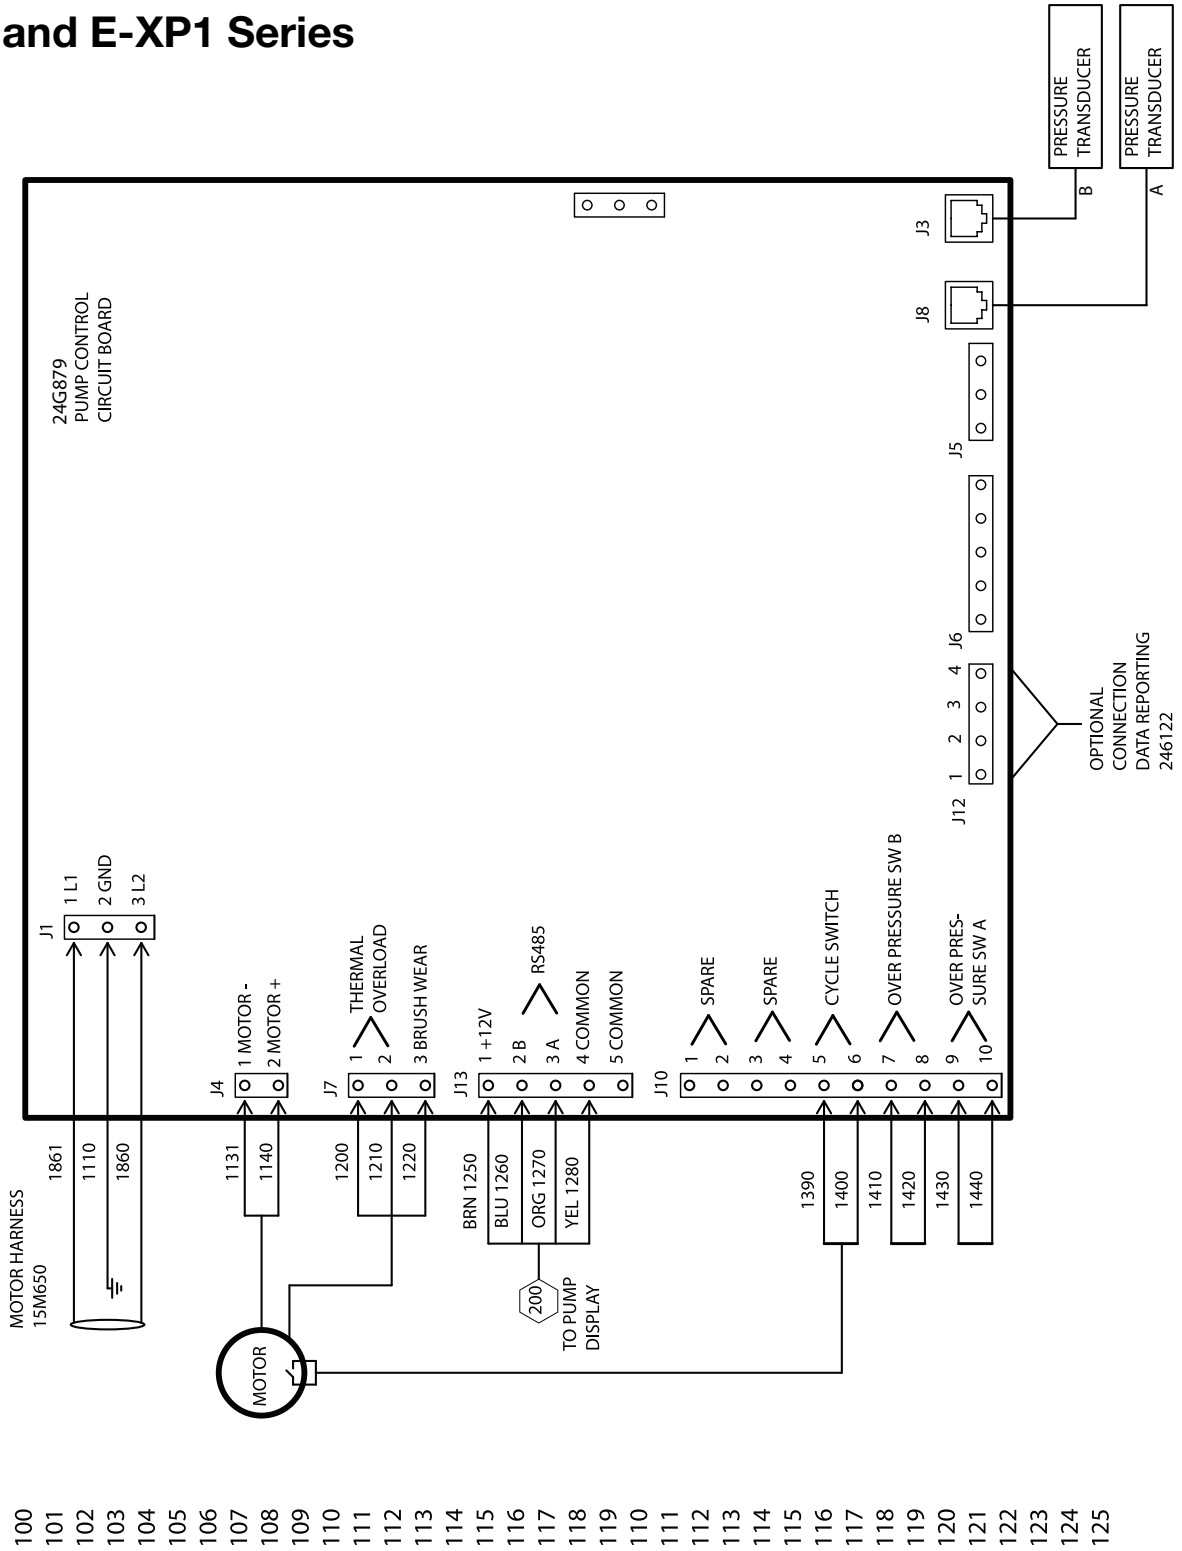 and E-XP1 Series
PRESSURE
TRANSDUCER
PRESSURE
TRANSDUCER
B
A
24G879
PUMP CONTROL
CIRCUIT BOARD
J3
J8
J5
J6
J12
1
2
3
4
OPTIONAL
CONNECTION
DATA REPORTING
246122
J1
1 L1
2 GND
3 L2
J4
1 MOTOR -
2 MOTOR +
J7
1
2
THERMAL
OVERLOAD
3 BRUSH WEAR
J13
1 +12V
2 B
3 A
RS485
4 COMMON
5 COMMON
J10
1
2
SPARE
3
4
SPARE
5
6
CYCLE SWITCH
7
8
OVER PRESSURE SW B
9
10
OVER PRES-
SURE SW A
MOTOR HARNESS
15M650
1861
1110
1860
1131
1140
1200
1210
1220
BRN 1250
BLU 1260
ORG 1270
YEL 1280
1390
1400
1410
1420
1430
1440
200
TO PUMP
DISPLAY
MOTOR
100
101
102
103
104
105
106
107
108
109
110
111
112
113
114
115
116
117
118
119
110
111
112
113
114
115
116
117
118
119
120
121
122
123
124
125